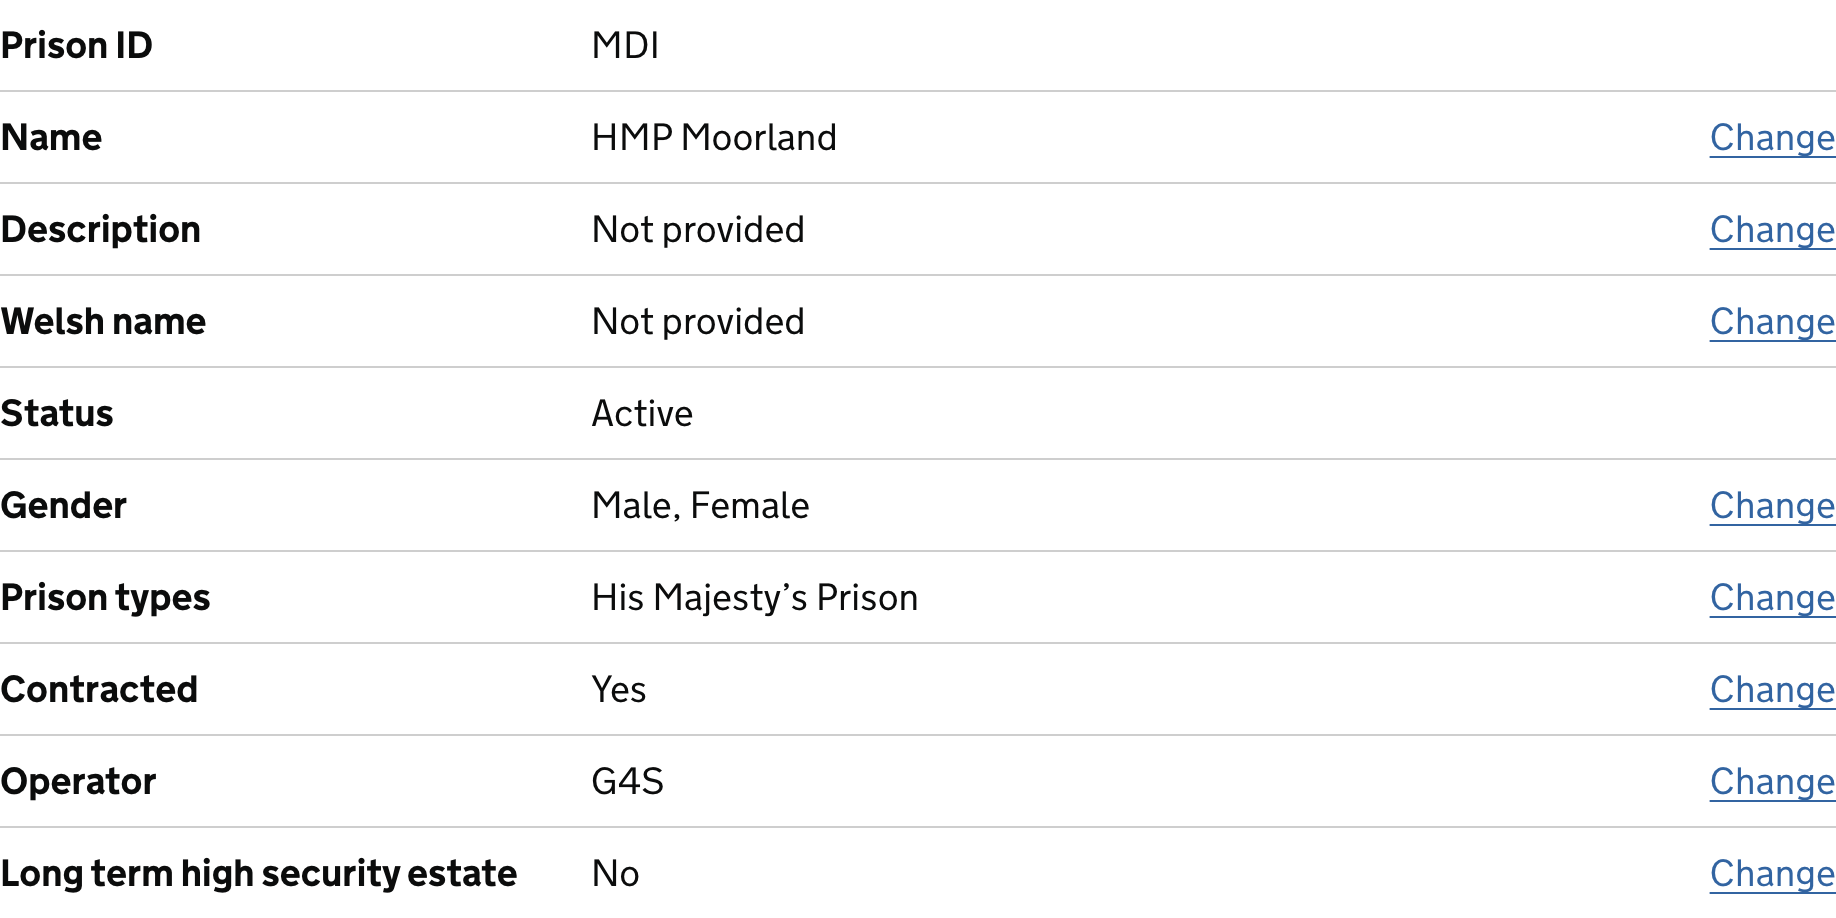 Prison ID MDI
Name HMP Moorland Change
Description Not provided Change
Welsh name Not provided Change
Status Active
Gender Male, Female Change
Prison types His Majesty’s Prison Change
Contracted Yes Change
Operator G4S Change
Long term high security estate No Change